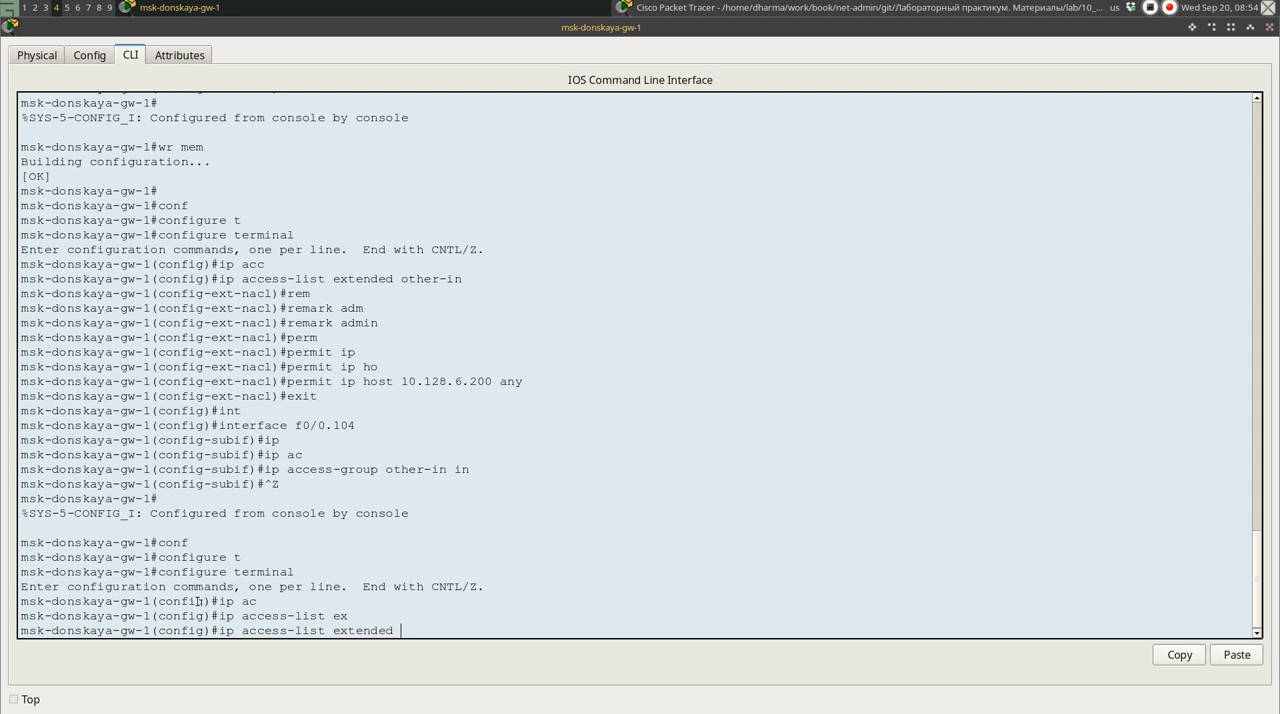 1 2 3 4 5 6 7 8 9 msk-donskaya-gw-1 Cisco Packet Tracer - /home/dharma/work/book/net-admin/git/Лабораторный практикум. Материалы/lab/10_... us Wed Sep 20, 08:54
msk-donskaya-gw-1
Physical Config CLI Attributes
IOS Command Line Interface
msk-donskaya-gw-1#
%SYS-5-CONFIG_I: Configured from console by console
msk-donskaya-gw-1#wr mem
Building configuration...
[OK]
msk-donskaya-gw-1#
msk-donskaya-gw-1#conf
msk-donskaya-gw-1#configure t
msk-donskaya-gw-1#configure terminal
Enter configuration commands, one per line.  End with CNTL/Z.
msk-donskaya-gw-1(config)#ip acc
msk-donskaya-gw-1(config)#ip access-list extended other-in
msk-donskaya-gw-1(config-ext-nacl)#rem
msk-donskaya-gw-1(config-ext-nacl)#remark adm
msk-donskaya-gw-1(config-ext-nacl)#remark admin
msk-donskaya-gw-1(config-ext-nacl)#perm
msk-donskaya-gw-1(config-ext-nacl)#permit ip
msk-donskaya-gw-1(config-ext-nacl)#permit ip ho
msk-donskaya-gw-1(config-ext-nacl)#permit ip host 10.128.6.200 any
msk-donskaya-gw-1(config-ext-nacl)#exit
msk-donskaya-gw-1(config)#int
msk-donskaya-gw-1(config)#interface f0/0.104
msk-donskaya-gw-1(config-subif)#ip
msk-donskaya-gw-1(config-subif)#ip ac
msk-donskaya-gw-1(config-subif)#ip access-group other-in in
msk-donskaya-gw-1(config-subif)#^Z
msk-donskaya-gw-1#
%SYS-5-CONFIG_I: Configured from console by console
msk-donskaya-gw-1#conf
msk-donskaya-gw-1#configure t
msk-donskaya-gw-1#configure terminal
Enter configuration commands, one per line.  End with CNTL/Z.
msk-donskaya-gw-1(config)#ip ac
msk-donskaya-gw-1(config)#ip access-list ex
msk-donskaya-gw-1(config)#ip access-list extended
Copy Paste
Top